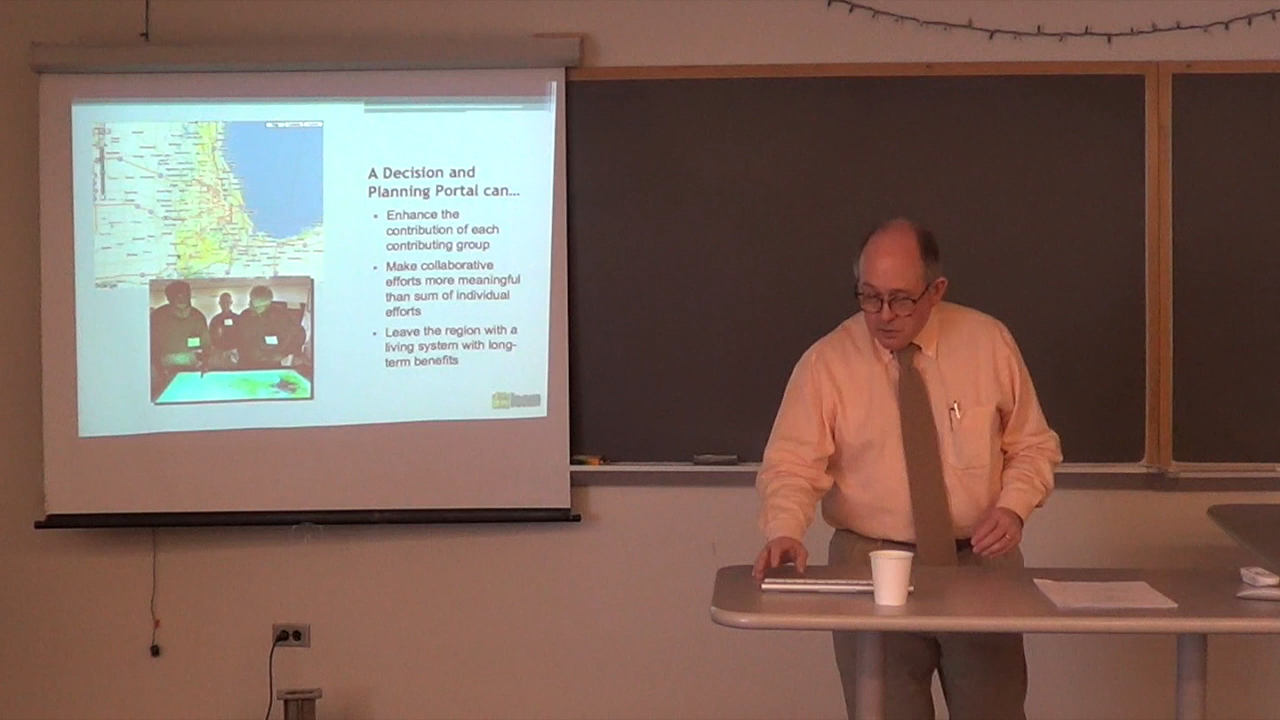 A Decision and
Planning Portal can...
• Enhance the
contribution of each
contributing group
• Make collaborative
efforts more meaningful
than sum of individual
efforts
• Leave the region with a
living system with long-
term benefits